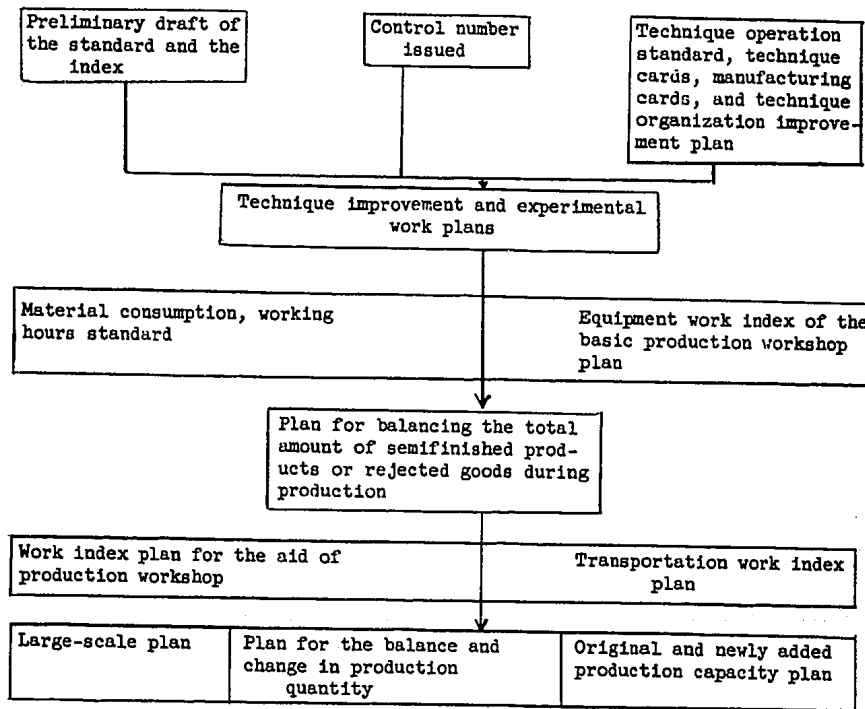 Preliminary draft of
the standard and the
index
Control number
issued
Technique operation
standard, technique
cards, manufacturing
cards, and technique
organization improve-
ment plan
Technique improvement and experimental
work plans
Material consumption, working
hours standard
Equipment work index of the
basic production workshop
plan
Plan for balancing the total
amount of semifinished prod-
ucts or rejected goods during
production
Work index plan for the aid of
production workshop
Transportation work index
plan
Large-scale plan
Plan for the balance and
change in production
quantity
Original and newly added
production capacity plan